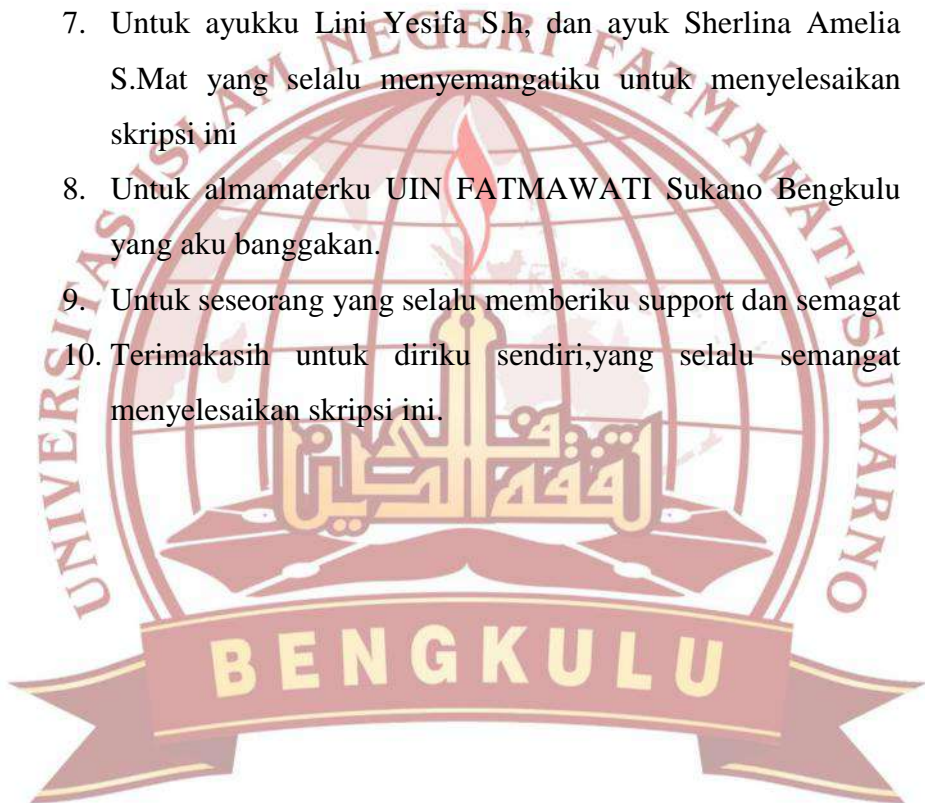 7. Untuk ayukku Lini Yesifa S.h, dan ayuk Sherlina Amelia
S.Mat yang selalu menyemangatiku untuk menyelesaikan
skripsi ini
8. Untuk almamaterku UIN FATMAWATI Sukano Bengkulu
yang aku banggakan.
9. Untuk seseorang yang selalu memberiku support dan semagat
10. Terimakasih untuk diriku sendiri,yang selalu semangat
menyelesaikan skripsi ini.
UNIVERSITAS ISLAM NEGERI FATMAWATI SUKARNO
BENGKULU